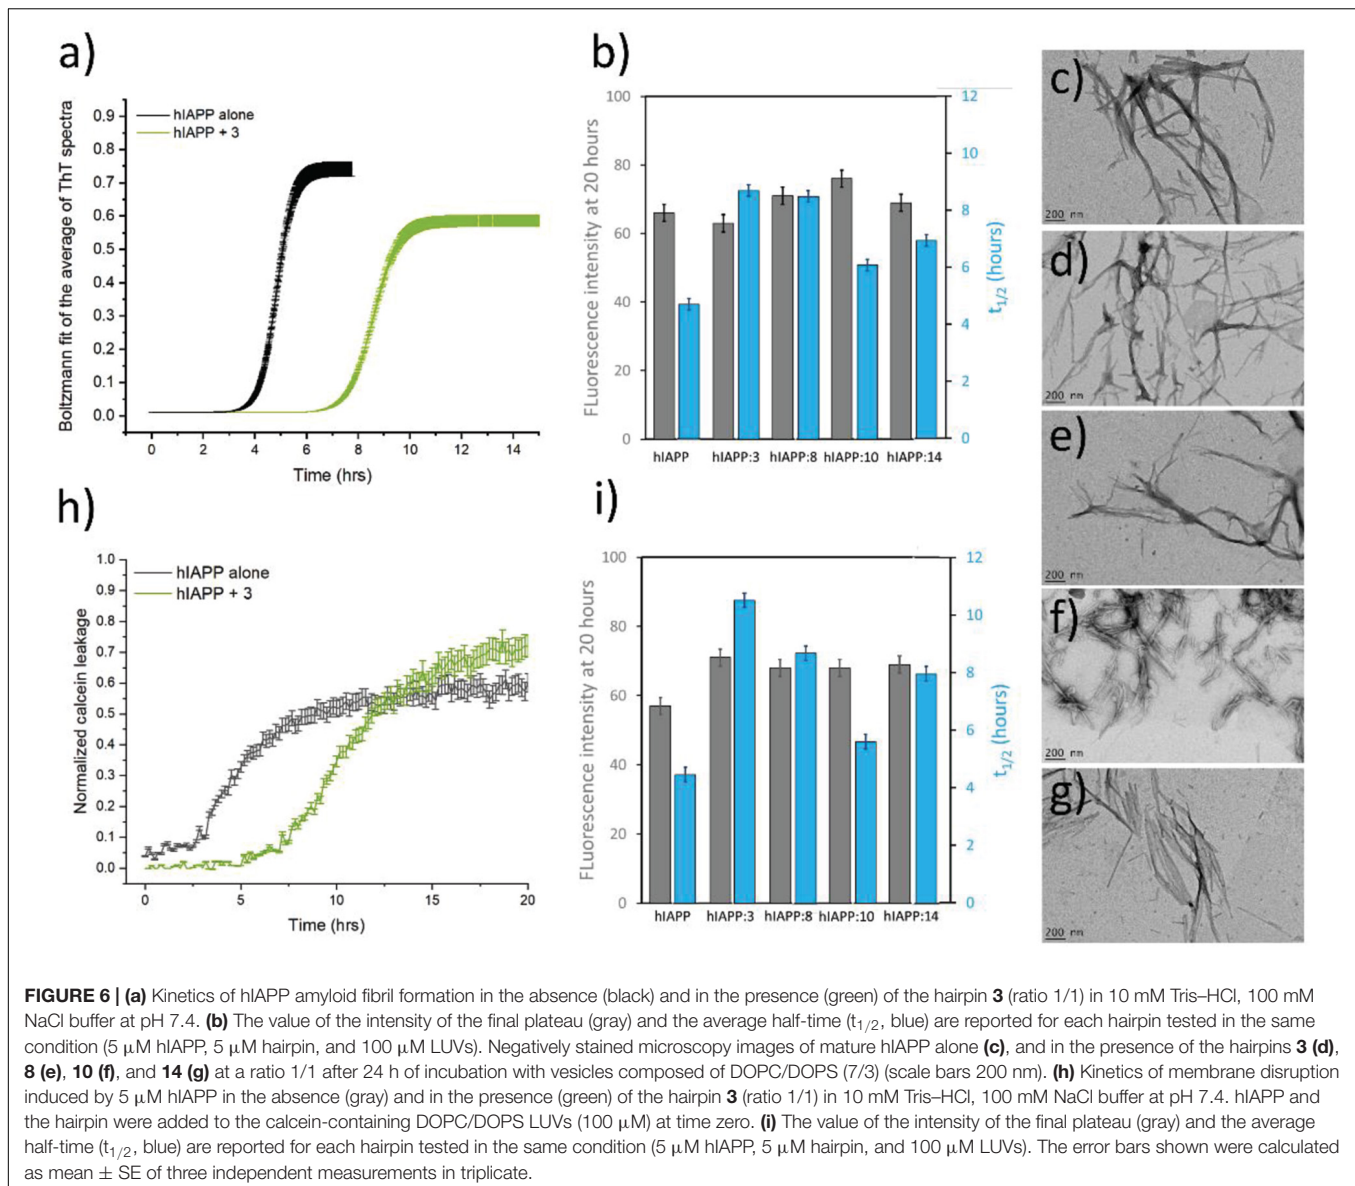 a)
Boltzmann fit of the average of ThT spectra
0.9
0.8
0.7
0.6
0.5
0.4
0.3
0.2
0.1
0.0
hIAPP alone
hIAPP + 3
0 2 4 6 8 10 12 14
Time (hrs)
b)
FLuorescence intensity at 20 hours
100
80
60
40
20
0
12
10
8
6
4
2
0
t1/2 (hours)
hIAPP hIAPP:3 hIAPP:8 hIAPP:10 hIAPP:14
c)
200 nm
d)
200 nm
e)
200 nm
f)
200 nm
g)
200 nm
h)
Normalized calcein leakage
1.0
0.9
0.8
0.7
0.6
0.5
0.4
0.3
0.2
0.1
0.0
hIAPP alone
hIAPP + 3
0 5 10 15 20
Time (hrs)
i)
FLuorescence intensity at 20 hours
100
80
60
40
20
0
12
10
8
6
4
2
0
t1/2 (hours)
hIAPP hIAPP:3 hIAPP:8 hIAPP:10 hIAPP:14
FIGURE 6 | (a) Kinetics of hIAPP amyloid fibril formation in the absence (black) and in the presence (green) of the hairpin 3 (ratio 1/1) in 10 mM Tris–HCl, 100 mM
NaCl buffer at pH 7.4. (b) The value of the intensity of the final plateau (gray) and the average half-time (t1/2, blue) are reported for each hairpin tested in the same
condition (5 μM hIAPP, 5 μM hairpin, and 100 μM LUVs). Negatively stained microscopy images of mature hIAPP alone (c), and in the presence of the hairpins 3 (d),
8 (e), 10 (f), and 14 (g) at a ratio 1/1 after 24 h of incubation with vesicles composed of DOPC/DOPS (7/3) (scale bars 200 nm). (h) Kinetics of membrane disruption
induced by 5 μM hIAPP in the absence (gray) and in the presence (green) of the hairpin 3 (ratio 1/1) in 10 mM Tris–HCl, 100 mM NaCl buffer at pH 7.4. hIAPP and
the hairpin were added to the calcein-containing DOPC/DOPS LUVs (100 μM) at time zero. (i) The value of the intensity of the final plateau (gray) and the average
half-time (t1/2, blue) are reported for each hairpin tested in the same condition (5 μM hIAPP, 5 μM hairpin, and 100 μM LUVs). The error bars shown were calculated
as mean ± SE of three independent measurements in triplicate.